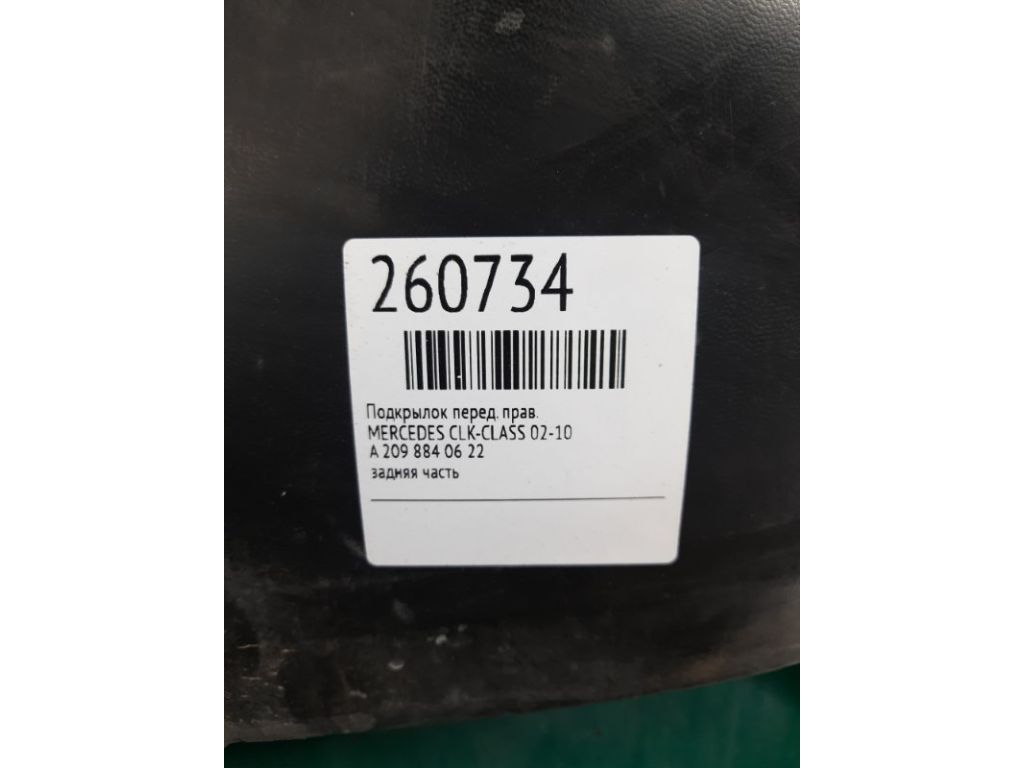 260734
Подкрылок перед. прав.
MERCEDES CLK-CLASS 02-10
A 209 884 06 22
задняя часть